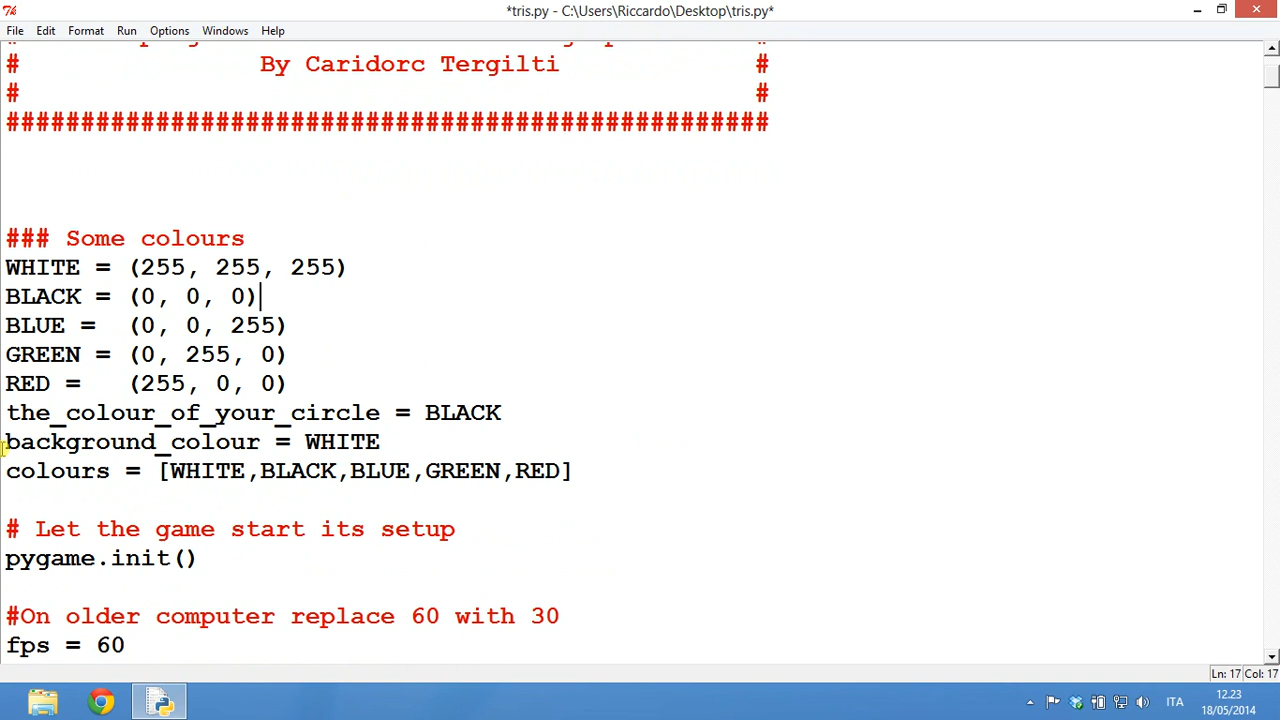 *tris.py - C:\Users\Riccardo\Desktop\tris.py*
File Edit Format Run Options Windows Help
# By Caridorc Tergilti #
# #
###################################################
### Some colours
WHITE = (255, 255, 255)
BLACK = (0, 0, 0)
BLUE = (0, 0, 255)
GREEN = (0, 255, 0)
RED = (255, 0, 0)
the_colour_of_your_circle = BLACK
background_colour = WHITE
colours = [WHITE,BLACK,BLUE,GREEN,RED]
# Let the game start its setup
pygame.init()
#On older computer replace 60 with 30
fps = 60
Ln: 17 Col: 17
ITA
12.23
18/05/2014